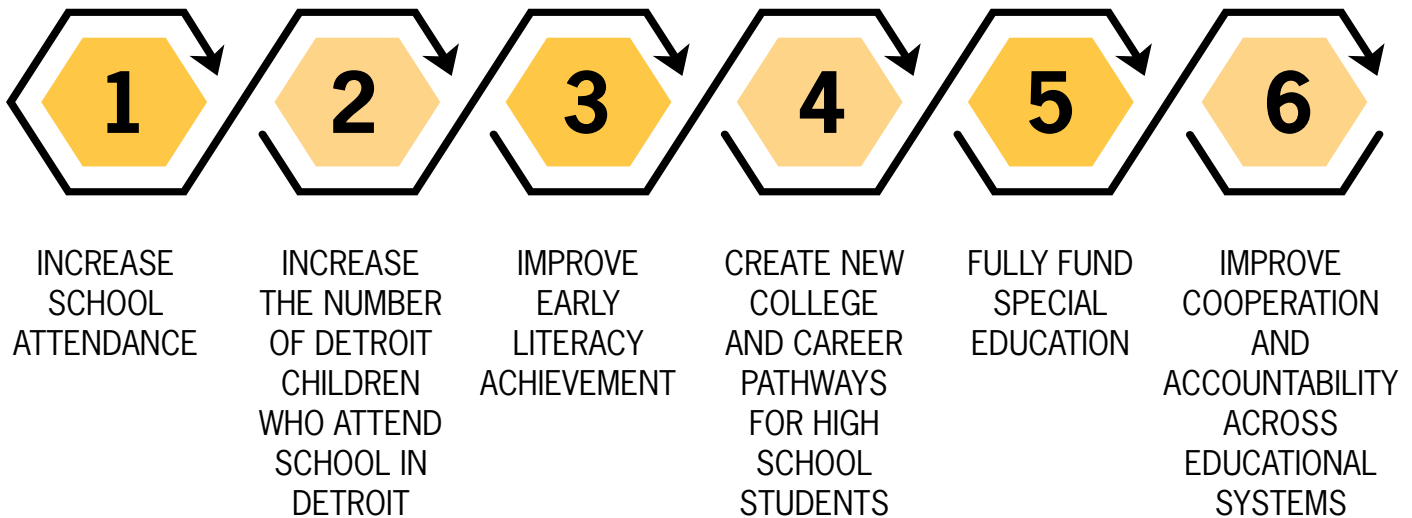 1
INCREASE
SCHOOL
ATTENDANCE
2
INCREASE
THE NUMBER
OF DETROIT
CHILDREN
WHO ATTEND
SCHOOL IN
DETROIT
3
IMPROVE
EARLY
LITERACY
ACHIEVEMENT
4
CREATE NEW
COLLEGE
AND CAREER
PATHWAYS
FOR HIGH
SCHOOL
STUDENTS
5
FULLY FUND
SPECIAL
EDUCATION
6
IMPROVE
COOPERATION
AND
ACCOUNTABILITY
ACROSS
EDUCATIONAL
SYSTEMS